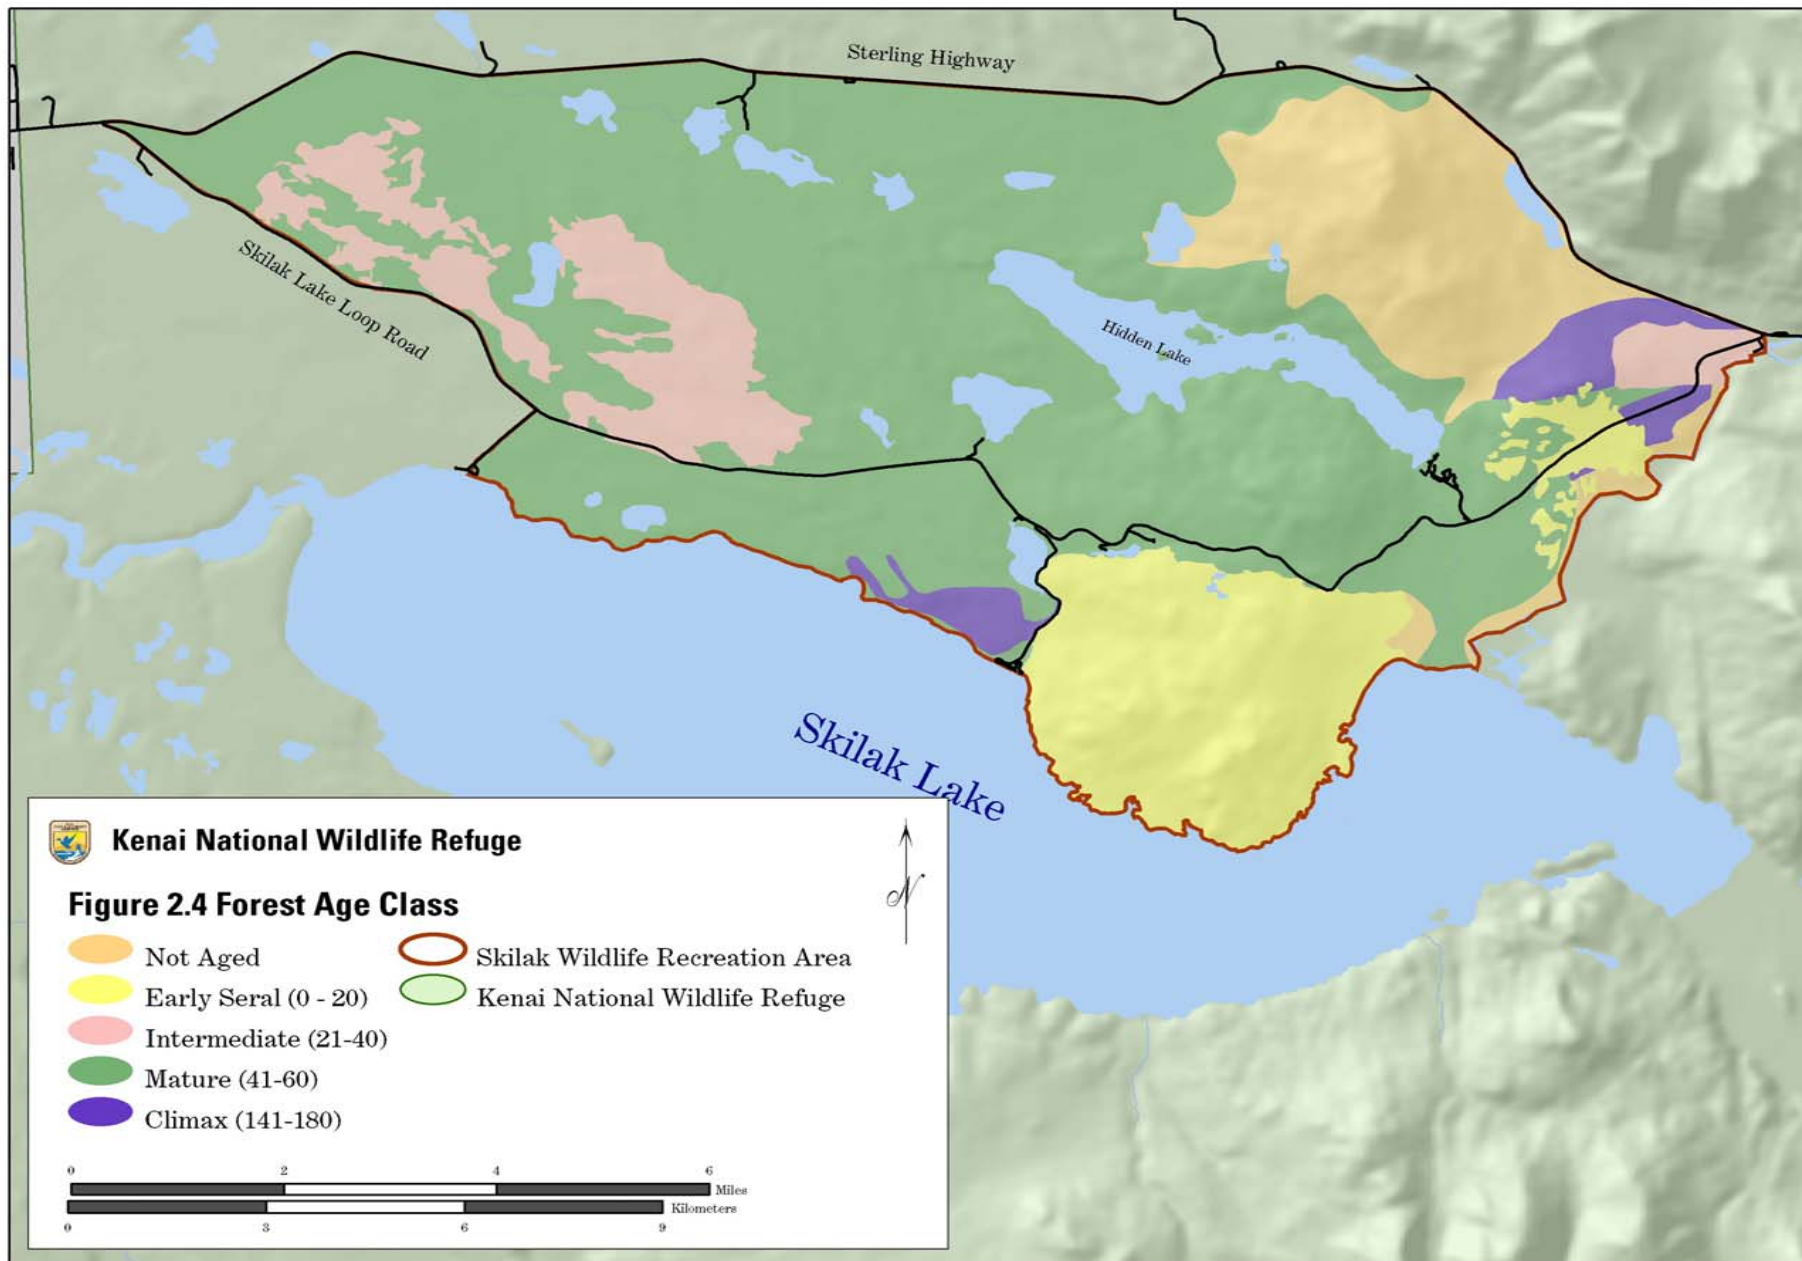 Sterling Highway
Skilak Lake Loop Road
Hidden Lake
Skilak Lake
Kenai National Wildlife Refuge
N
Figure 2.4 Forest Age Class
Not Aged
Early Seral (0 - 20)
Intermediate (21-40)
Mature (41-60)
Climax (141-180)
Skilak Wildlife Recreation Area
Kenai National Wildlife Refuge
0 2 4 6
Miles
Kilometers
0 3 6 9